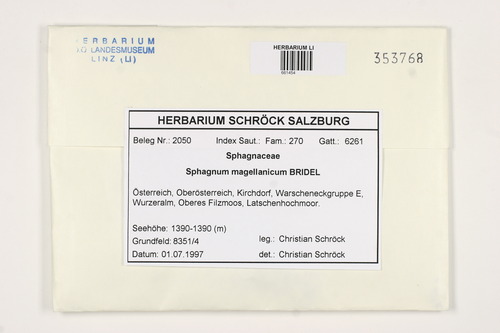 HERBARIUM
LANDESMUSEUM
LINZ (LI)
HERBARIUM LI
353768
HERBARIUM SCHRÖCK SALZBURG
Beleg Nr.: 2050 Index Saut.: Fam.: 270 Gatt.: 6261
Sphagnaceae
Sphagnum magellanicum BRIDEL
Österreich, Oberösterreich, Kirchdorf, Warscheneckgruppe E,
Wurzeralm, Oberes Filzmoos, Latschenhochmoor.
Seehöhe: 1390-1390 (m)
Grundfeld: 8351/4 leg.: Christian Schröck
Datum: 01.07.1997 det.: Christian Schröck